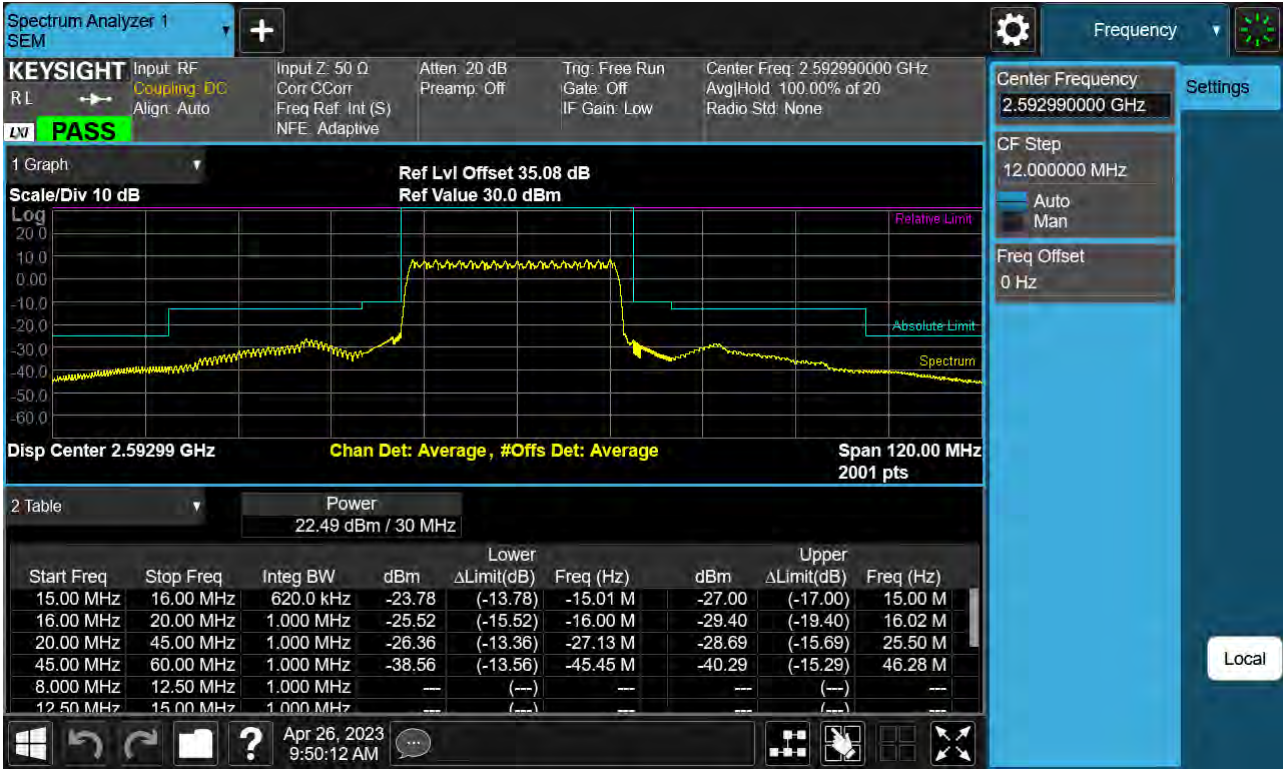 Spectrum Analyzer 1
SEM
Frequency
KEYSIGHT
R L
LXI
PASS
Input: RF
Coupling: DC
Align: Auto
Input Z: 50 Ω
Corr CCorr
Freq Ref: Int (S)
NFE: Adaptive
Atten: 20 dB
Preamp: Off
Trig: Free Run
Gate: Off
IF Gain: Low
Center Freq: 2.592990000 GHz
Avg|Hold: 100.00% of 20
Radio Std: None
Center Frequency
2.592990000 GHz
Settings
CF Step
12.000000 MHz
Auto
Man
Freq Offset
0 Hz
1 Graph
Scale/Div 10 dB
Ref Lvl Offset 35.08 dB
Ref Value 30.0 dBm
Log
20.0
10.0
0.00
-10.0
-20.0
-30.0
-40.0
-50.0
-60.0
Relative Limit
Absolute Limit
Spectrum
Disp Center 2.59299 GHz
Chan Det: Average , #Offs Det: Average
Span 120.00 MHz
2001 pts
2 Table
Power
22.49 dBm / 30 MHz
Lower Upper
Start Freq Stop Freq Integ BW dBm ΔLimit(dB) Freq (Hz) dBm ΔLimit(dB) Freq (Hz)
15.00 MHz 16.00 MHz 620.0 kHz -23.78 (-13.78) -15.01 M -27.00 (-17.00) 15.00 M
16.00 MHz 20.00 MHz 1.000 MHz -25.52 (-15.52) -16.00 M -29.40 (-19.40) 16.02 M
20.00 MHz 45.00 MHz 1.000 MHz -26.36 (-13.36) -27.13 M -28.69 (-15.69) 25.50 M
45.00 MHz 60.00 MHz 1.000 MHz -38.56 (-13.56) -45.45 M -40.29 (-15.29) 46.28 M
8.000 MHz 12.50 MHz 1.000 MHz --- (---) --- --- (---) ---
12.50 MHz 15.00 MHz 1.000 MHz --- (---) --- --- (---) ---
Local
?
Apr 26, 2023
9:50:12 AM